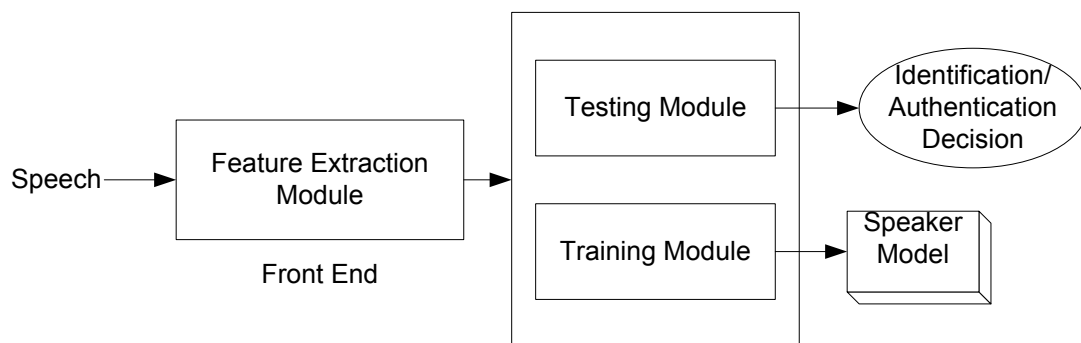 Speech
Feature Extraction
Module
Front End
Testing Module
Training Module
Identification/
Authentication
Decision
Speaker
Model